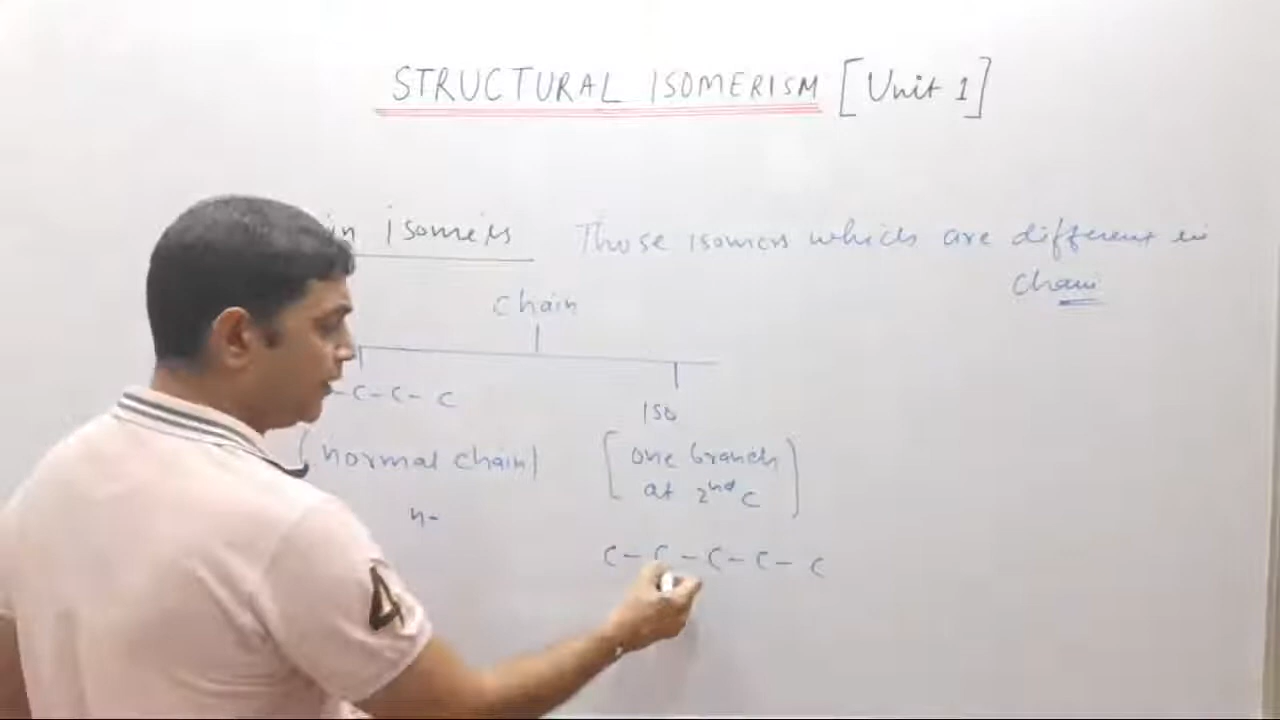 STRUCTURAL ISOMERISM [Unit 1]
in isomers Those isomers which are different in
chain
chain
-C-C-C
Iso
(normal chain)
[one branch
at 2nd C]
n-
C-C-C-C-C
4